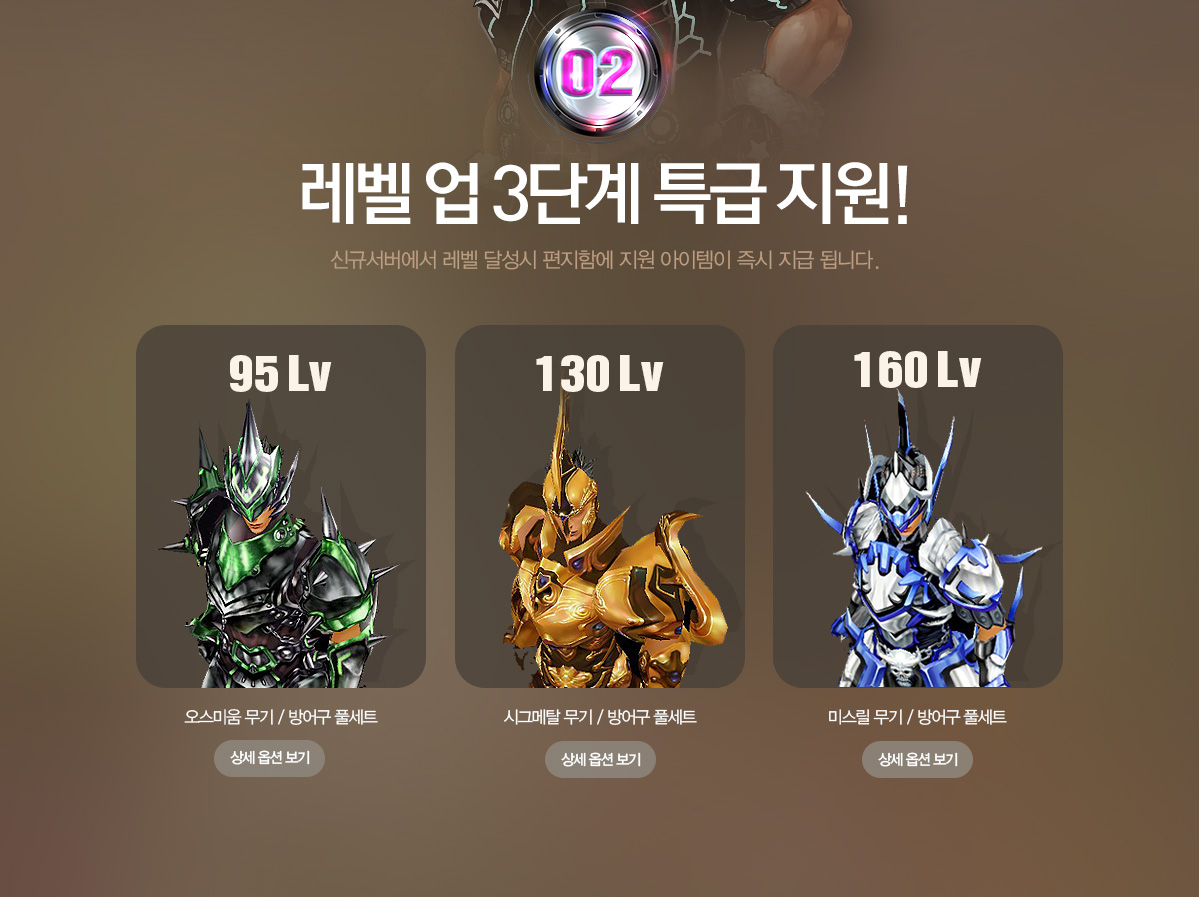 02
레벨 업 3단계 특급 지원!
신규서버에서 레벨 달성시 편지함에 지원 아이템이 즉시 지급 됩니다.
95 Lv
130 Lv
160 Lv
오스미움 무기 / 방어구 풀세트
시그메탈 무기 / 방어구 풀세트
미스릴 무기 / 방어구 풀세트
상세 옵션 보기
상세 옵션 보기
상세 옵션 보기